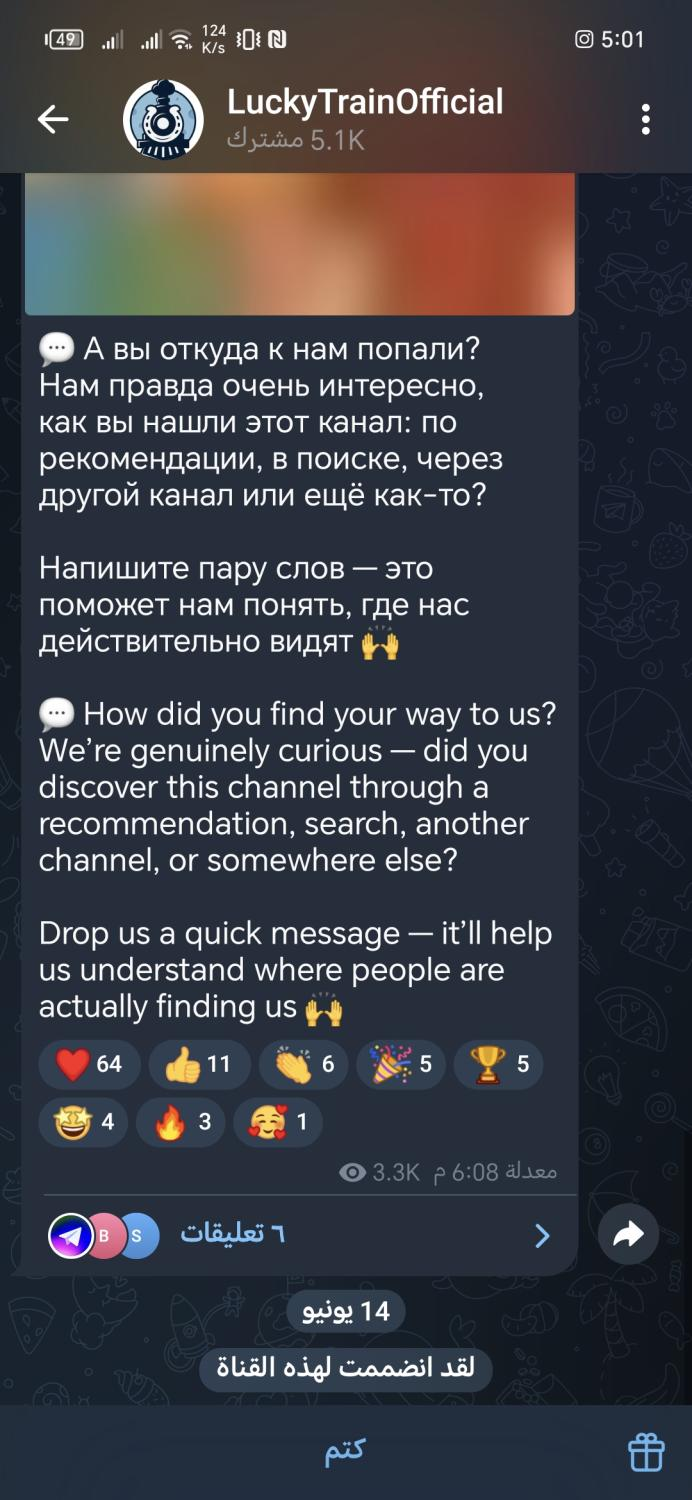 49
124
K/s
5:01
LuckyTrainOfficial
5.1K مشترك
💬 А вы откуда к нам попали?
Нам правда очень интересно,
как вы нашли этот канал: по
рекомендации, в поиске, через
другой канал или ещё как-то?
Напишите пару слов — это
поможет нам понять, где нас
действительно видят 🙌
💬 How did you find your way to us?
We’re genuinely curious — did you
discover this channel through a
recommendation, search, another
channel, or somewhere else?
Drop us a quick message — it’ll help
us understand where people are
actually finding us 🙌
❤️ 64 👍 11 👏 6 🎉 5 🏆 5
🤩 4 🔥 3 🥰 1
3.3K معدلة 6:08 م
B S ٦ تعليقات
14 يونيو
لقد انضممت لهذه القناة
كتم